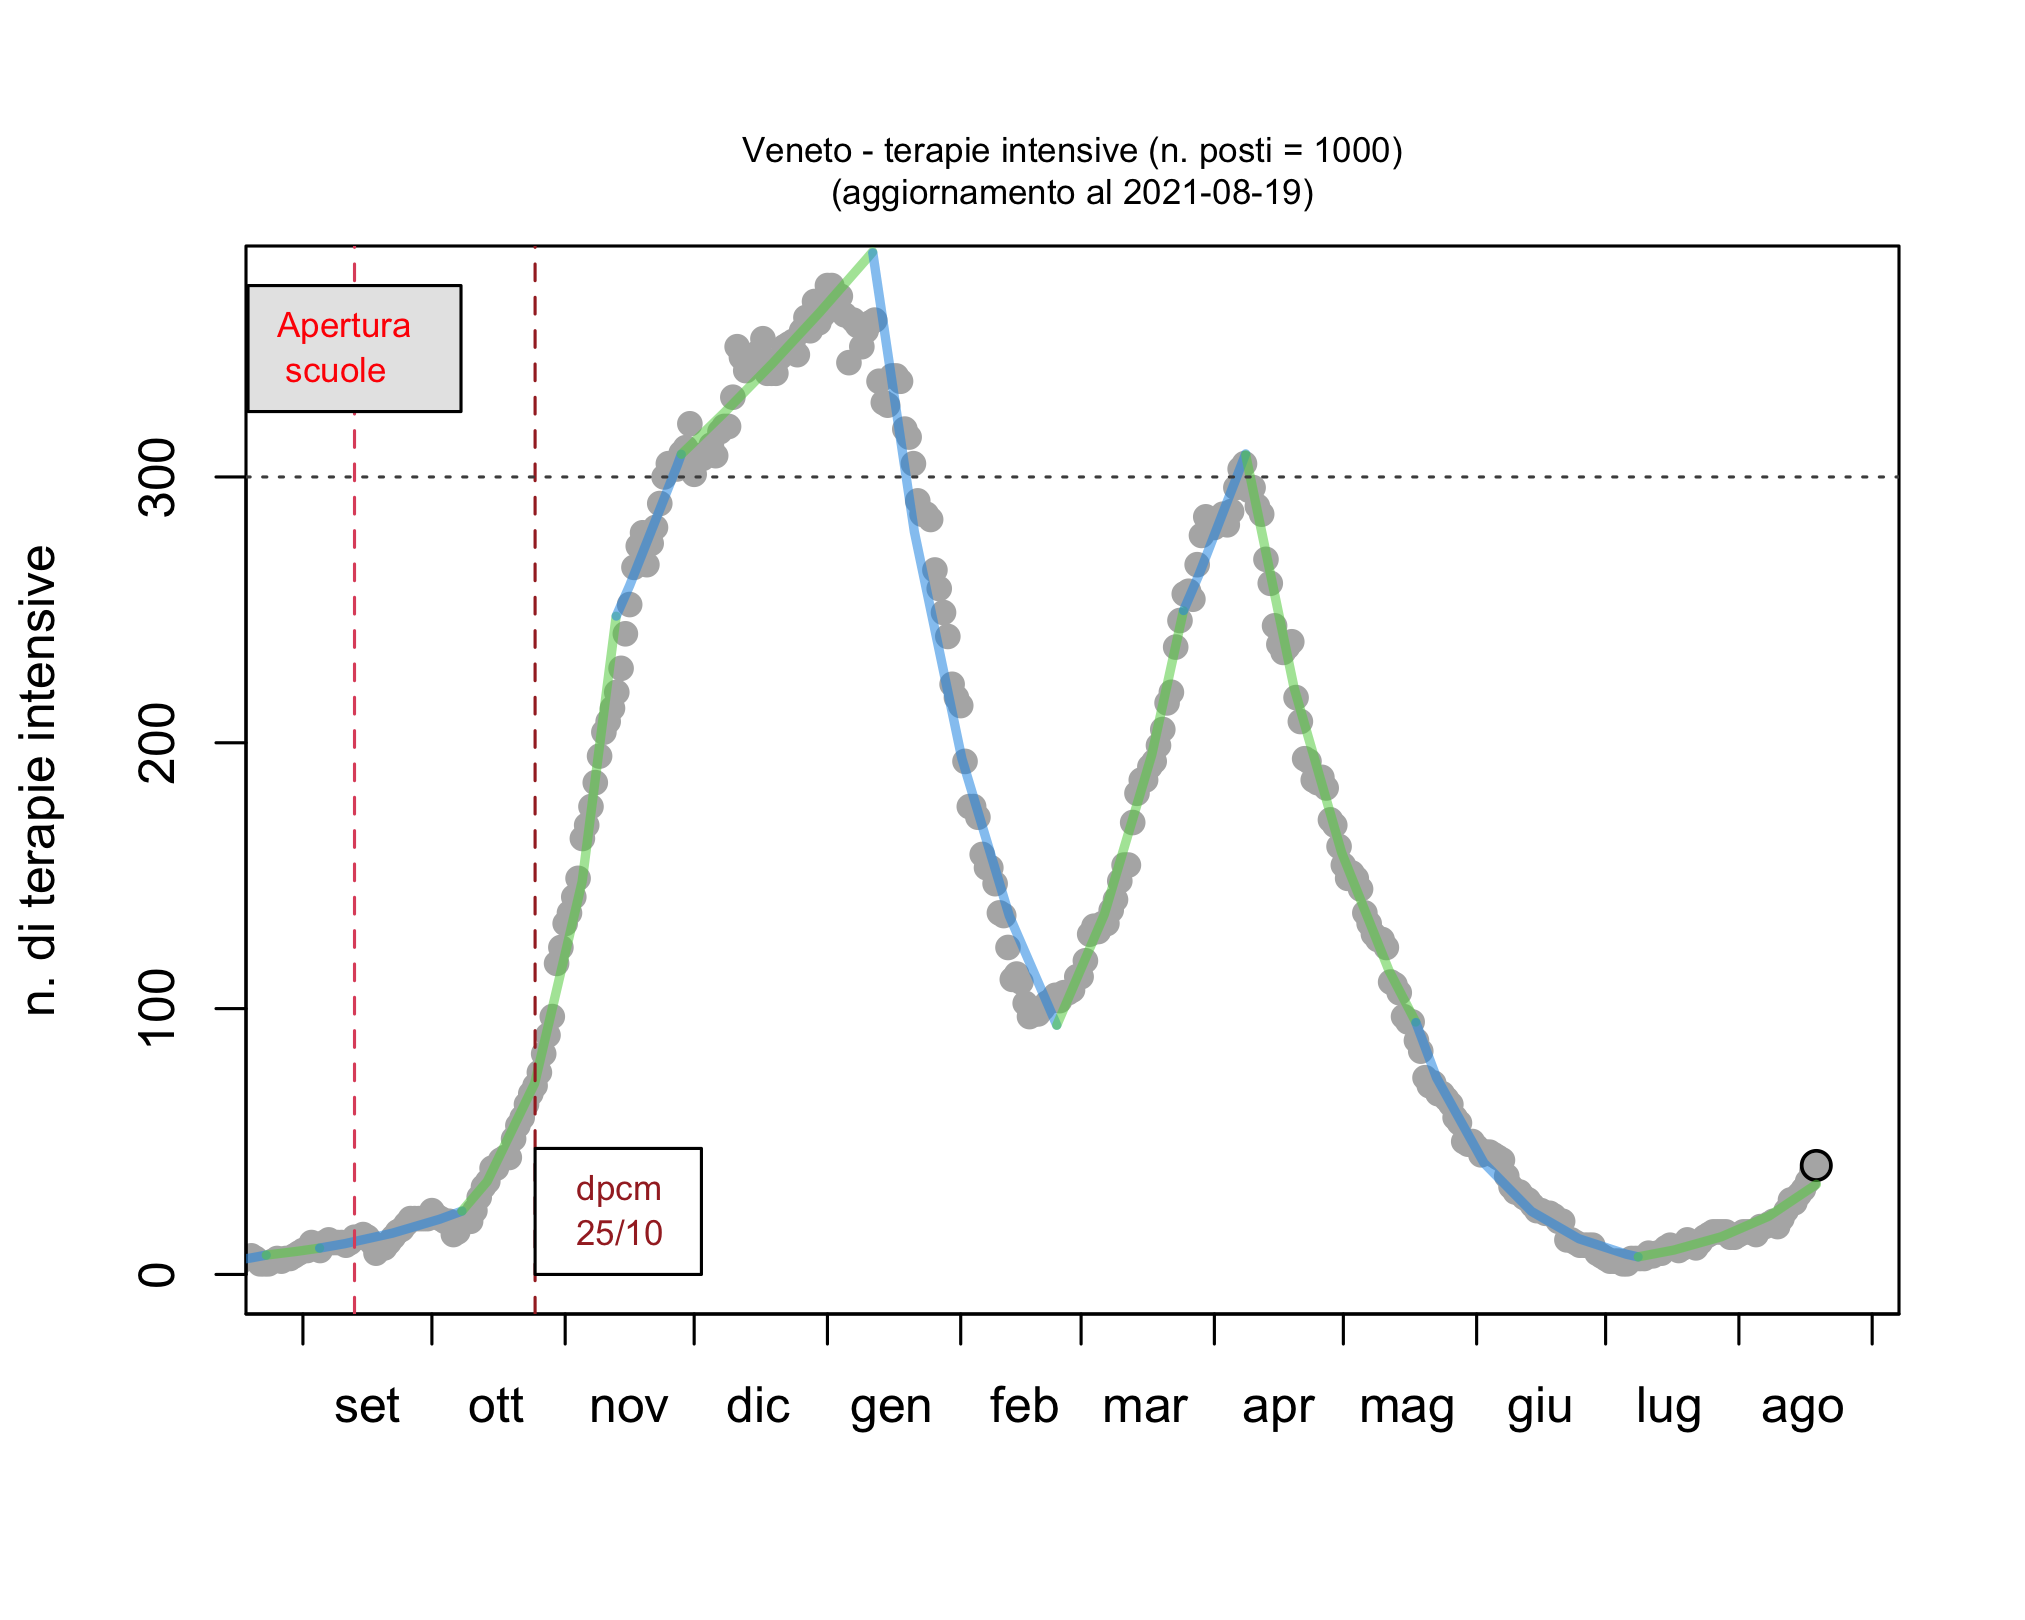 Veneto - terapie intensive (n. posti = 1000)
(aggiornamento al 2021-08-19)
Apertura
scuole
n. di terapie intensive
300
200
100
0
dpcm
25/10
set ott nov dic gen feb mar apr mag giu lug ago